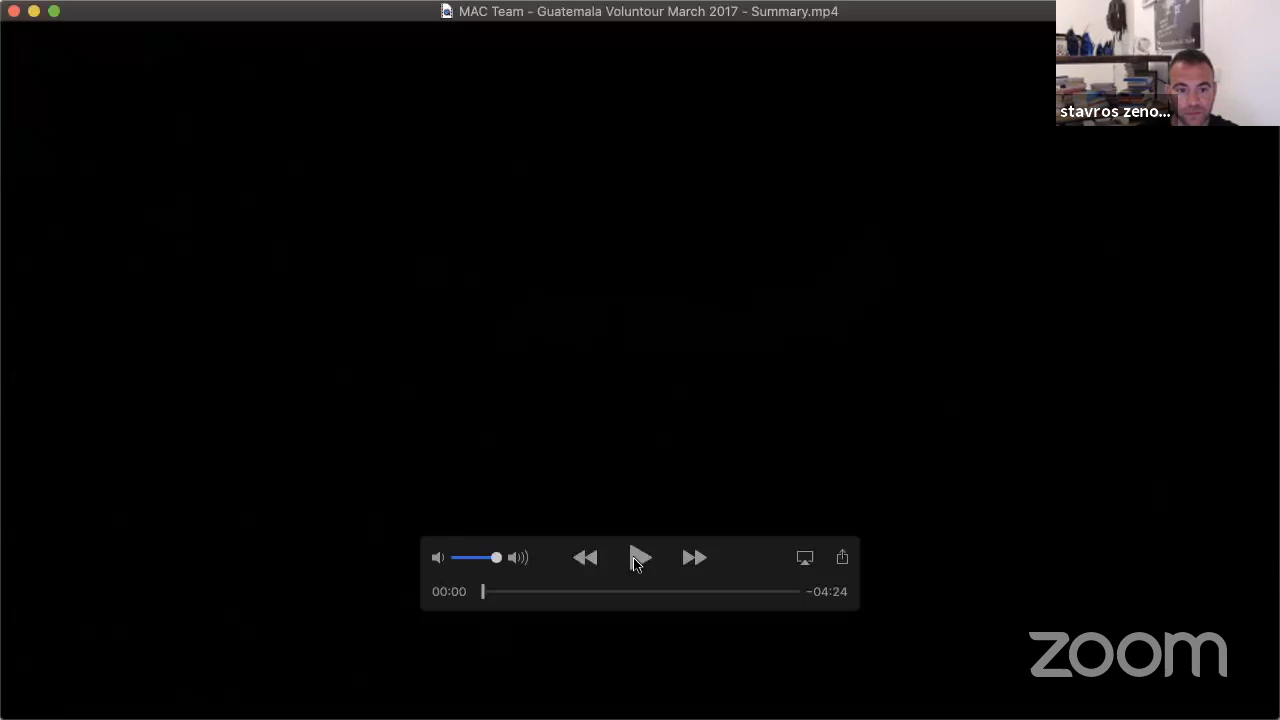 MAC Team - Guatemala Voluntour March 2017 - Summary.mp4
stavros zeno...
00:00
-04:24
zoom